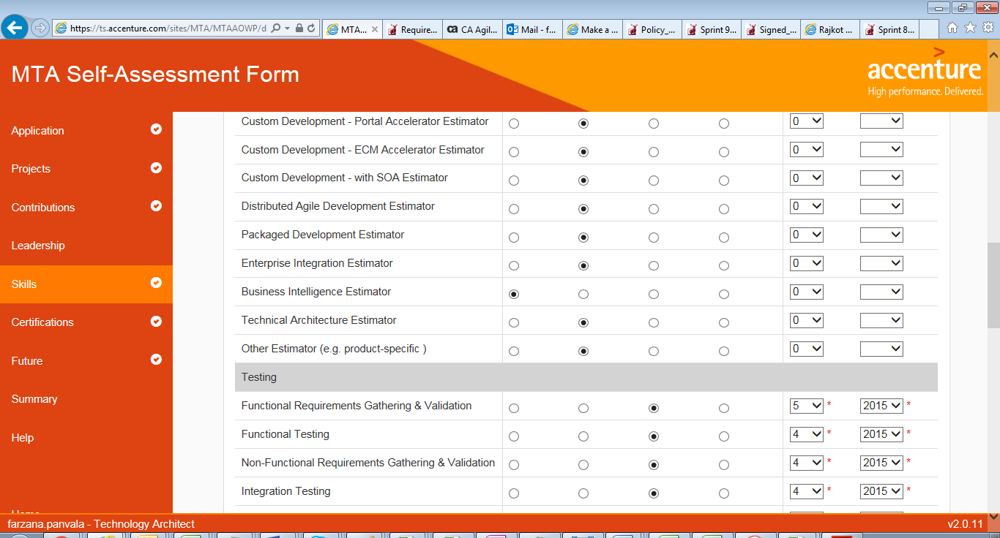 https://ts.accenture.com/sites/MTA/MTAAOWP/d
MTA...
Require...
ca CA Agil...
Mail - f...
Make a ...
Policy_...
Sprint 9...
Signed_...
Rajkot ...
Sprint 8...
MTA Self-Assessment Form
>
accenture
High performance. Delivered.
Application
Projects
Contributions
Leadership
Skills
Certifications
Future
Summary
Help
Custom Development - Portal Accelerator Estimator 0
Custom Development - ECM Accelerator Estimator 0
Custom Development - with SOA Estimator 0
Distributed Agile Development Estimator 0
Packaged Development Estimator 0
Enterprise Integration Estimator 0
Business Intelligence Estimator 0
Technical Architecture Estimator 0
Other Estimator (e.g. product-specific ) 0
Testing
Functional Requirements Gathering & Validation 5 * 2015 *
Functional Testing 4 * 2015 *
Non-Functional Requirements Gathering & Validation 4 * 2015 *
Integration Testing 4 * 2015 *
farzana.panvala - Technology Architect
v2.0.11